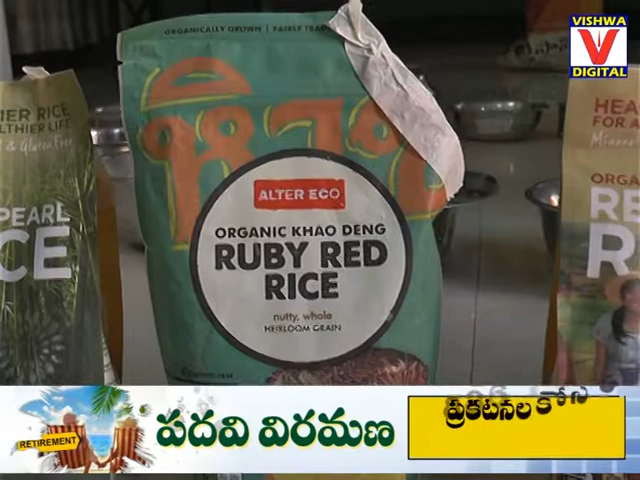 VISHWA
V
DIGITAL
ORGANICALLY GROWN | FAIRLY
ALTER ECO
ORGANIC KHAO DENG
RUBY RED
RICE
nutty, whole
HEIRLOOM GRAIN
IER RICE
LTHIER LIFE
& Gluten Free
PEARL
CE
HEA
FOR A
ORGA
RE
R
RETIREMENT
పదవి విరమణ
ప్రకటనల కోసం